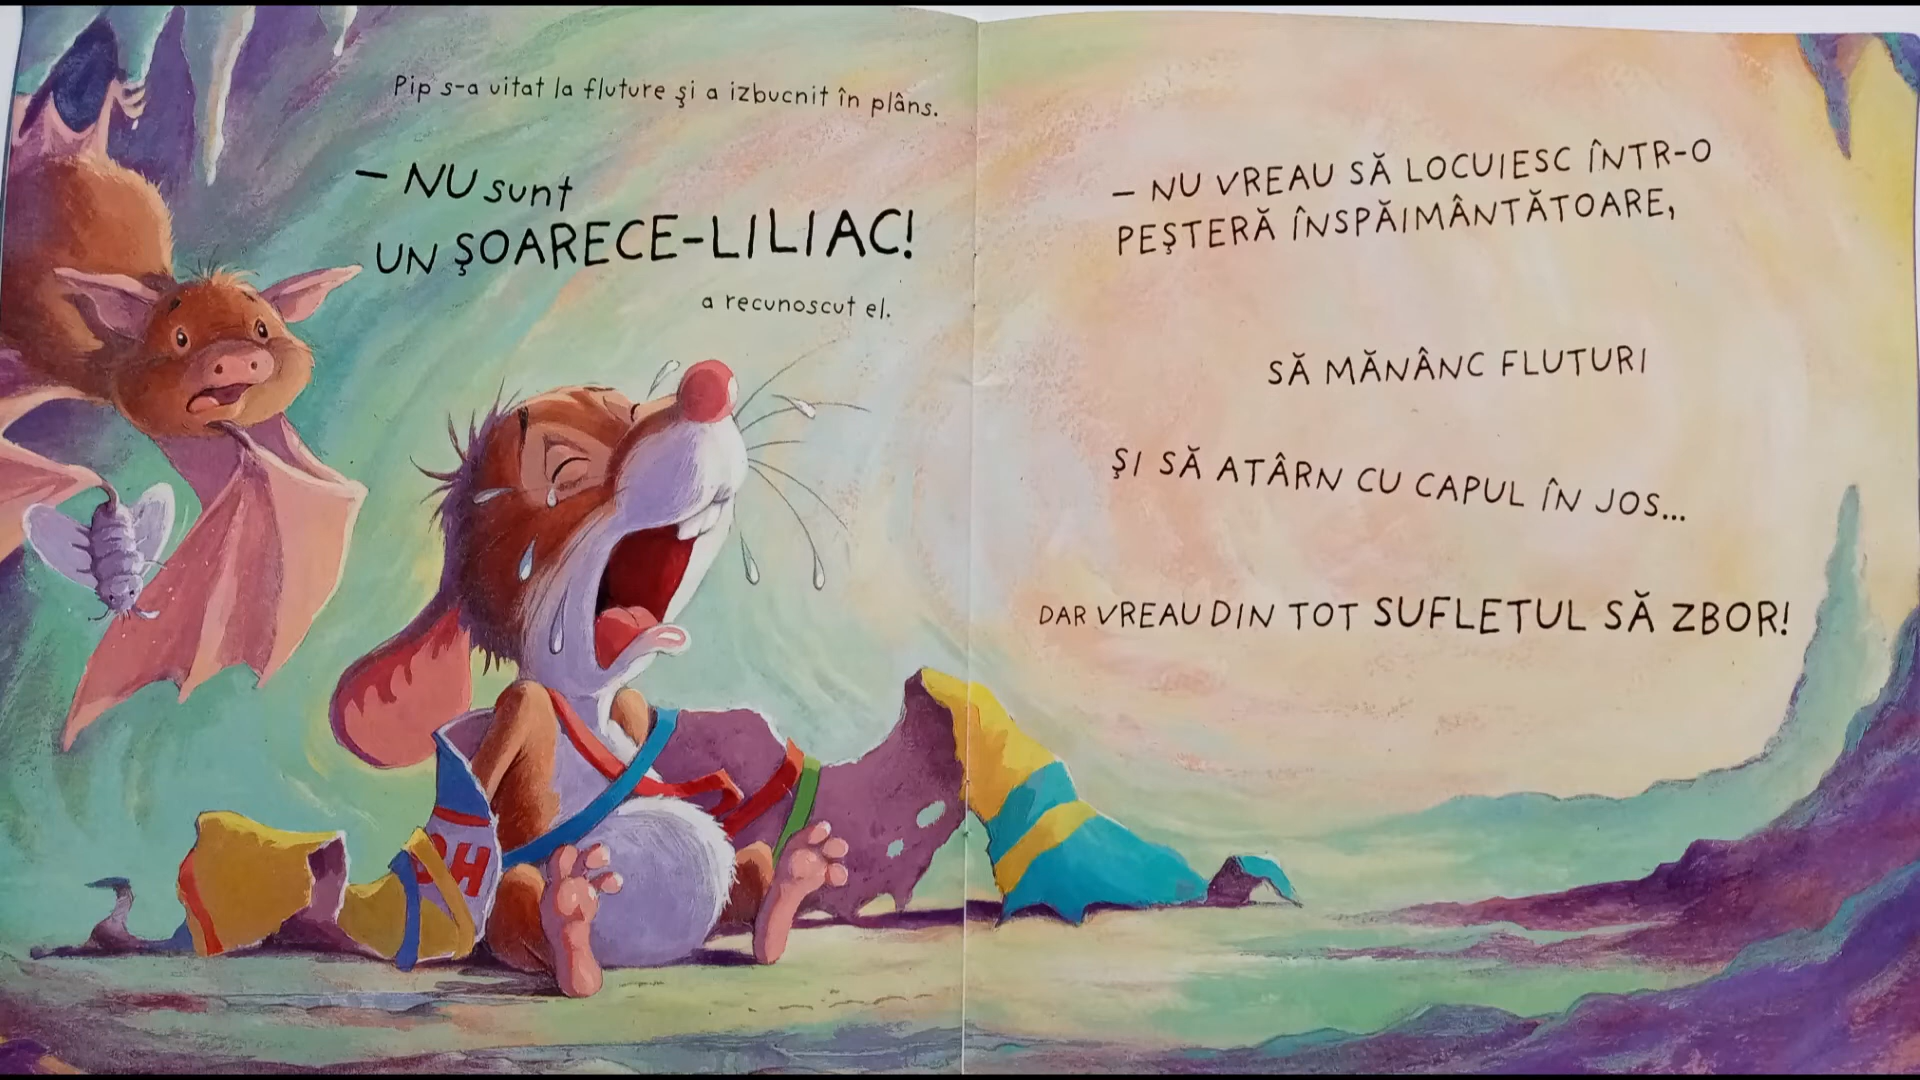 Pip s-a uitat la fluture şi a izbucnit în plâns.
– NU sunt
UN ŞOARECE-LILIAC!
a recunoscut el.
– NU VREAU SĂ LOCUIESC ÎNTR-O
PEŞTERĂ ÎNSPĂIMÂNTĂTOARE,
SĂ MĂNÂNC FLUTURI
ŞI SĂ ATÂRN CU CAPUL ÎN JOS...
DAR VREAU DIN TOT SUFLETUL SĂ ZBOR!